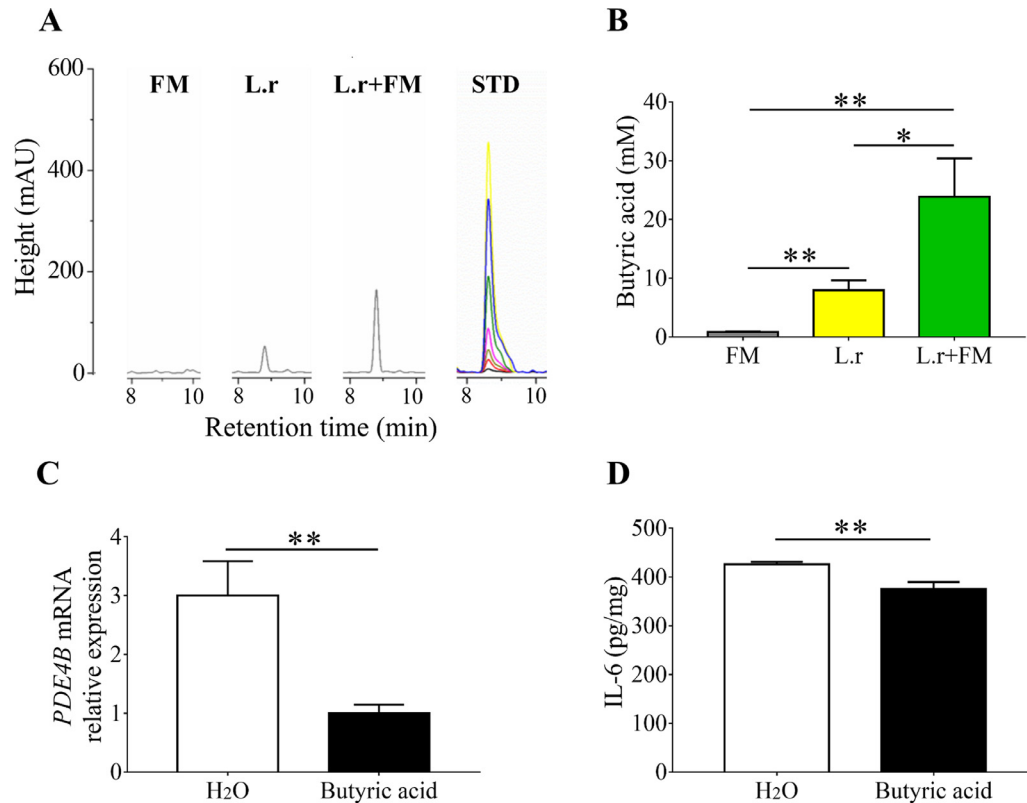 A
FM
L.r
L.r+FM
STD
600
400
200
0
Height (mAU)
8 10 8 10 8 10 8 10
Retention time (min)
B
**
*
**
40
30
20
10
0
Butyric acid (mM)
FM L.r L.r+FM
C
**
4
3
2
1
0
PDE4B mRNA
relative expression
H2O Butyric acid
D
**
500
400
300
200
100
0
IL-6 (pg/mg)
H2O Butyric acid